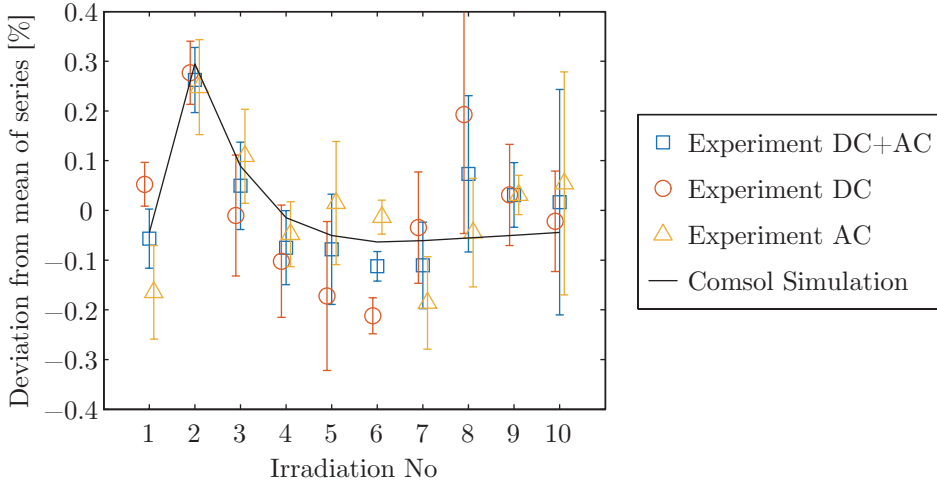 Deviation from mean of series [%]
0.4
0.3
0.2
0.1
0
−0.1
−0.2
−0.3
−0.4
1 2 3 4 5 6 7 8 9 10
Irradiation No
Experiment DC+AC
Experiment DC
Experiment AC
Comsol Simulation